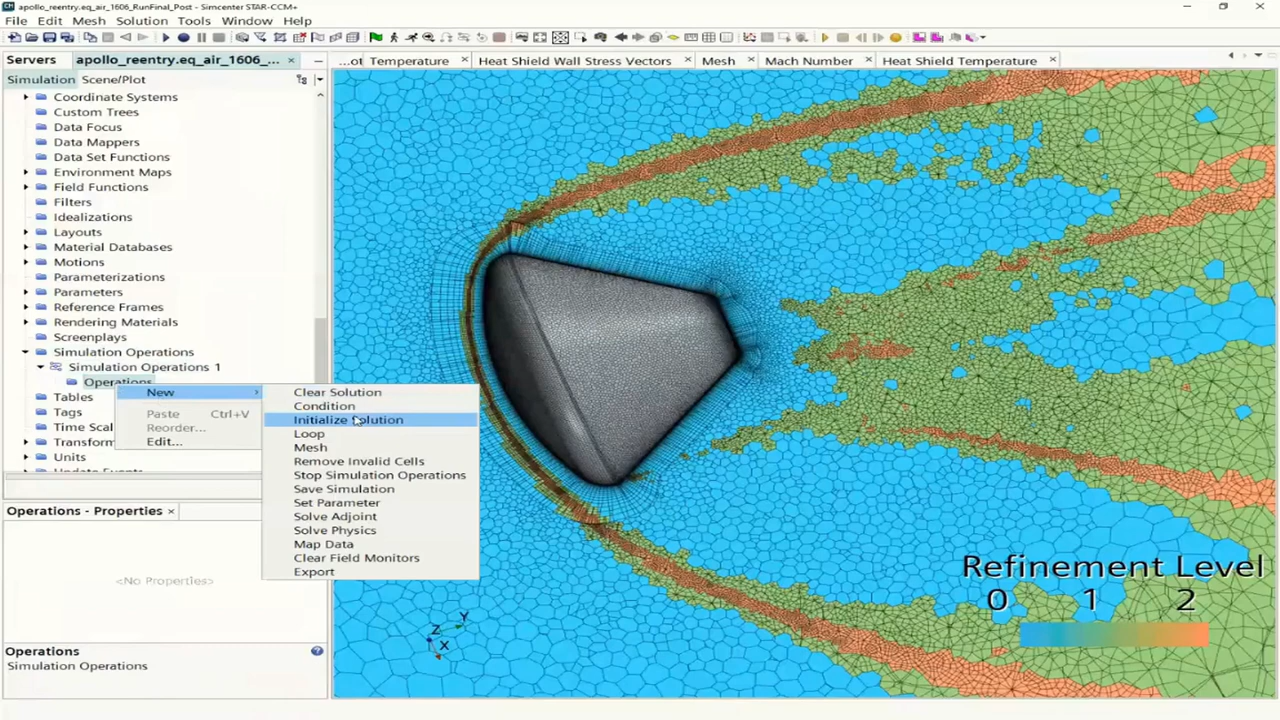 apollo_reentry.eq_air_1606_RunFinal_Post - Simcenter STAR-CCM+
File Edit Mesh Solution Tools Window Help
Servers apollo_reentry.eq_air_1606_... ×
...ot Temperature × Heat Shield Wall Stress Vectors × Mesh × Mach Number × Heat Shield Temperature ×
Simulation Scene/Plot
Coordinate Systems
Custom Trees
Data Focus
Data Mappers
Data Set Functions
Environment Maps
Field Functions
Filters
Idealizations
Layouts
Material Databases
Motions
Parameterizations
Parameters
Reference Frames
Rendering Materials
Screenplays
Simulation Operations
Simulation Operations 1
Operations
Tables
Tags
Time Scal
Transform
Units
New
Paste Ctrl+V
Reorder...
Edit...
Clear Solution
Condition
Initialize Solution
Loop
Mesh
Remove Invalid Cells
Stop Simulation Operations
Save Simulation
Set Parameter
Solve Adjoint
Solve Physics
Map Data
Clear Field Monitors
Export
Operations - Properties ×
<No Properties>
Operations
Simulation Operations
Z Y
X
Refinement Level
0 1 2